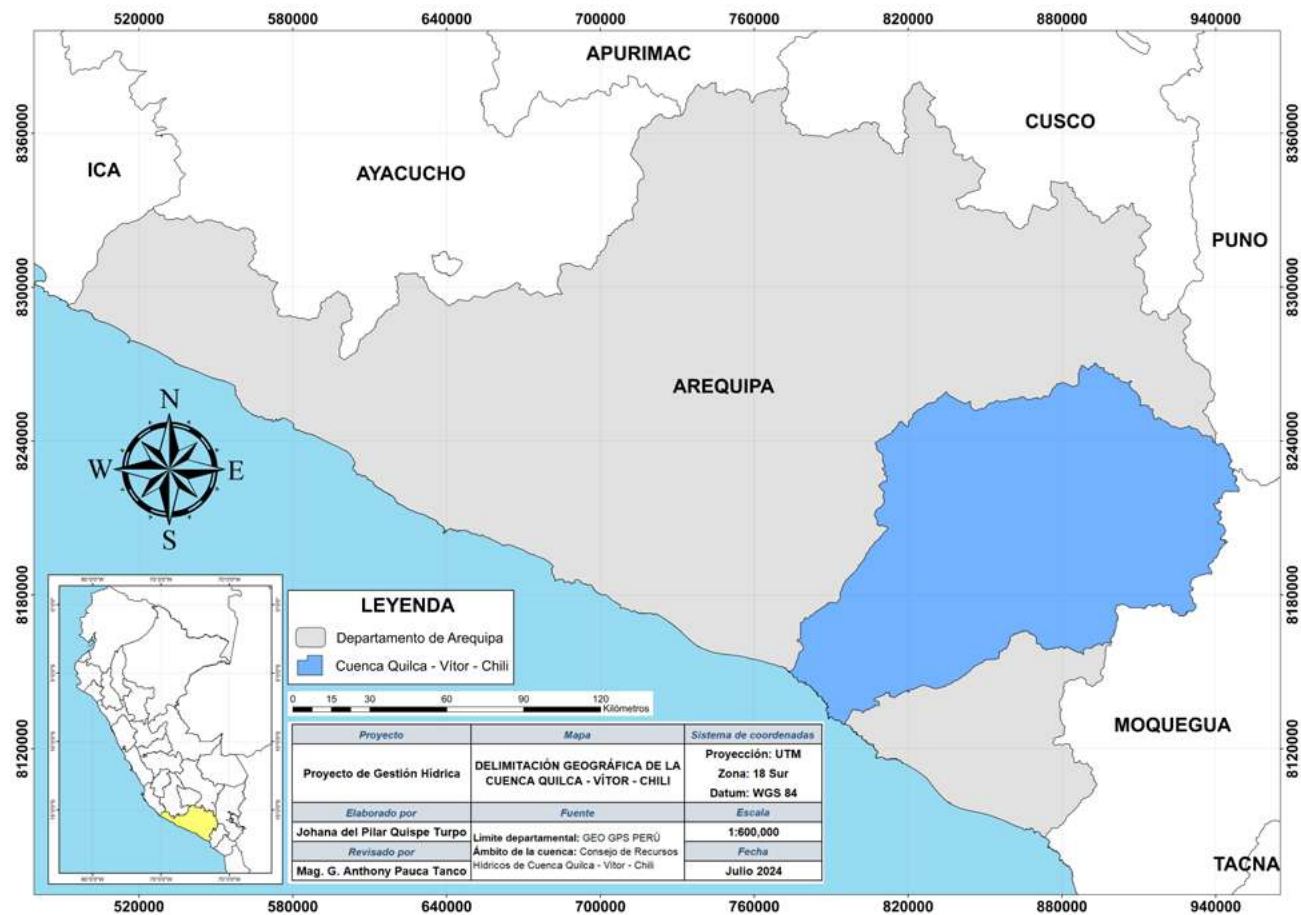 520000 580000 640000 700000 760000 820000 880000 940000
APURIMAC
8360000 8360000
CUSCO
ICA
AYACUCHO
PUNO
8300000 8300000
AREQUIPA
N
8240000 8240000
W E
S
8180000 8180000
LEYENDA
Departamento de Arequipa
Cuenca Quilca - Vítor - Chili
0 15 30 60 90 120
Kilómetros
MOQUEGUA
8120000 8120000
Proyecto Mapa Sistema de coordenadas
Proyecto de Gestión Hídrica
DELIMITACIÓN GEOGRÁFICA DE LA
CUENCA QUILCA - VÍTOR - CHILI
Proyección: UTM
Zona: 18 Sur
Datum: WGS 84
Elaborado por Fuente Escala
Johana del Pilar Quispe Turpo
Límite departamental: GEO GPS PERÚ
Ámbito de la cuenca: Consejo de Recursos
Hídricos de Cuenca Quilca - Vítor - Chili
1:600,000
Revisado por Fecha
Mag. G. Anthony Pauca Tanco
Julio 2024
TACNA
520000 580000 640000 700000 760000 820000 880000 940000